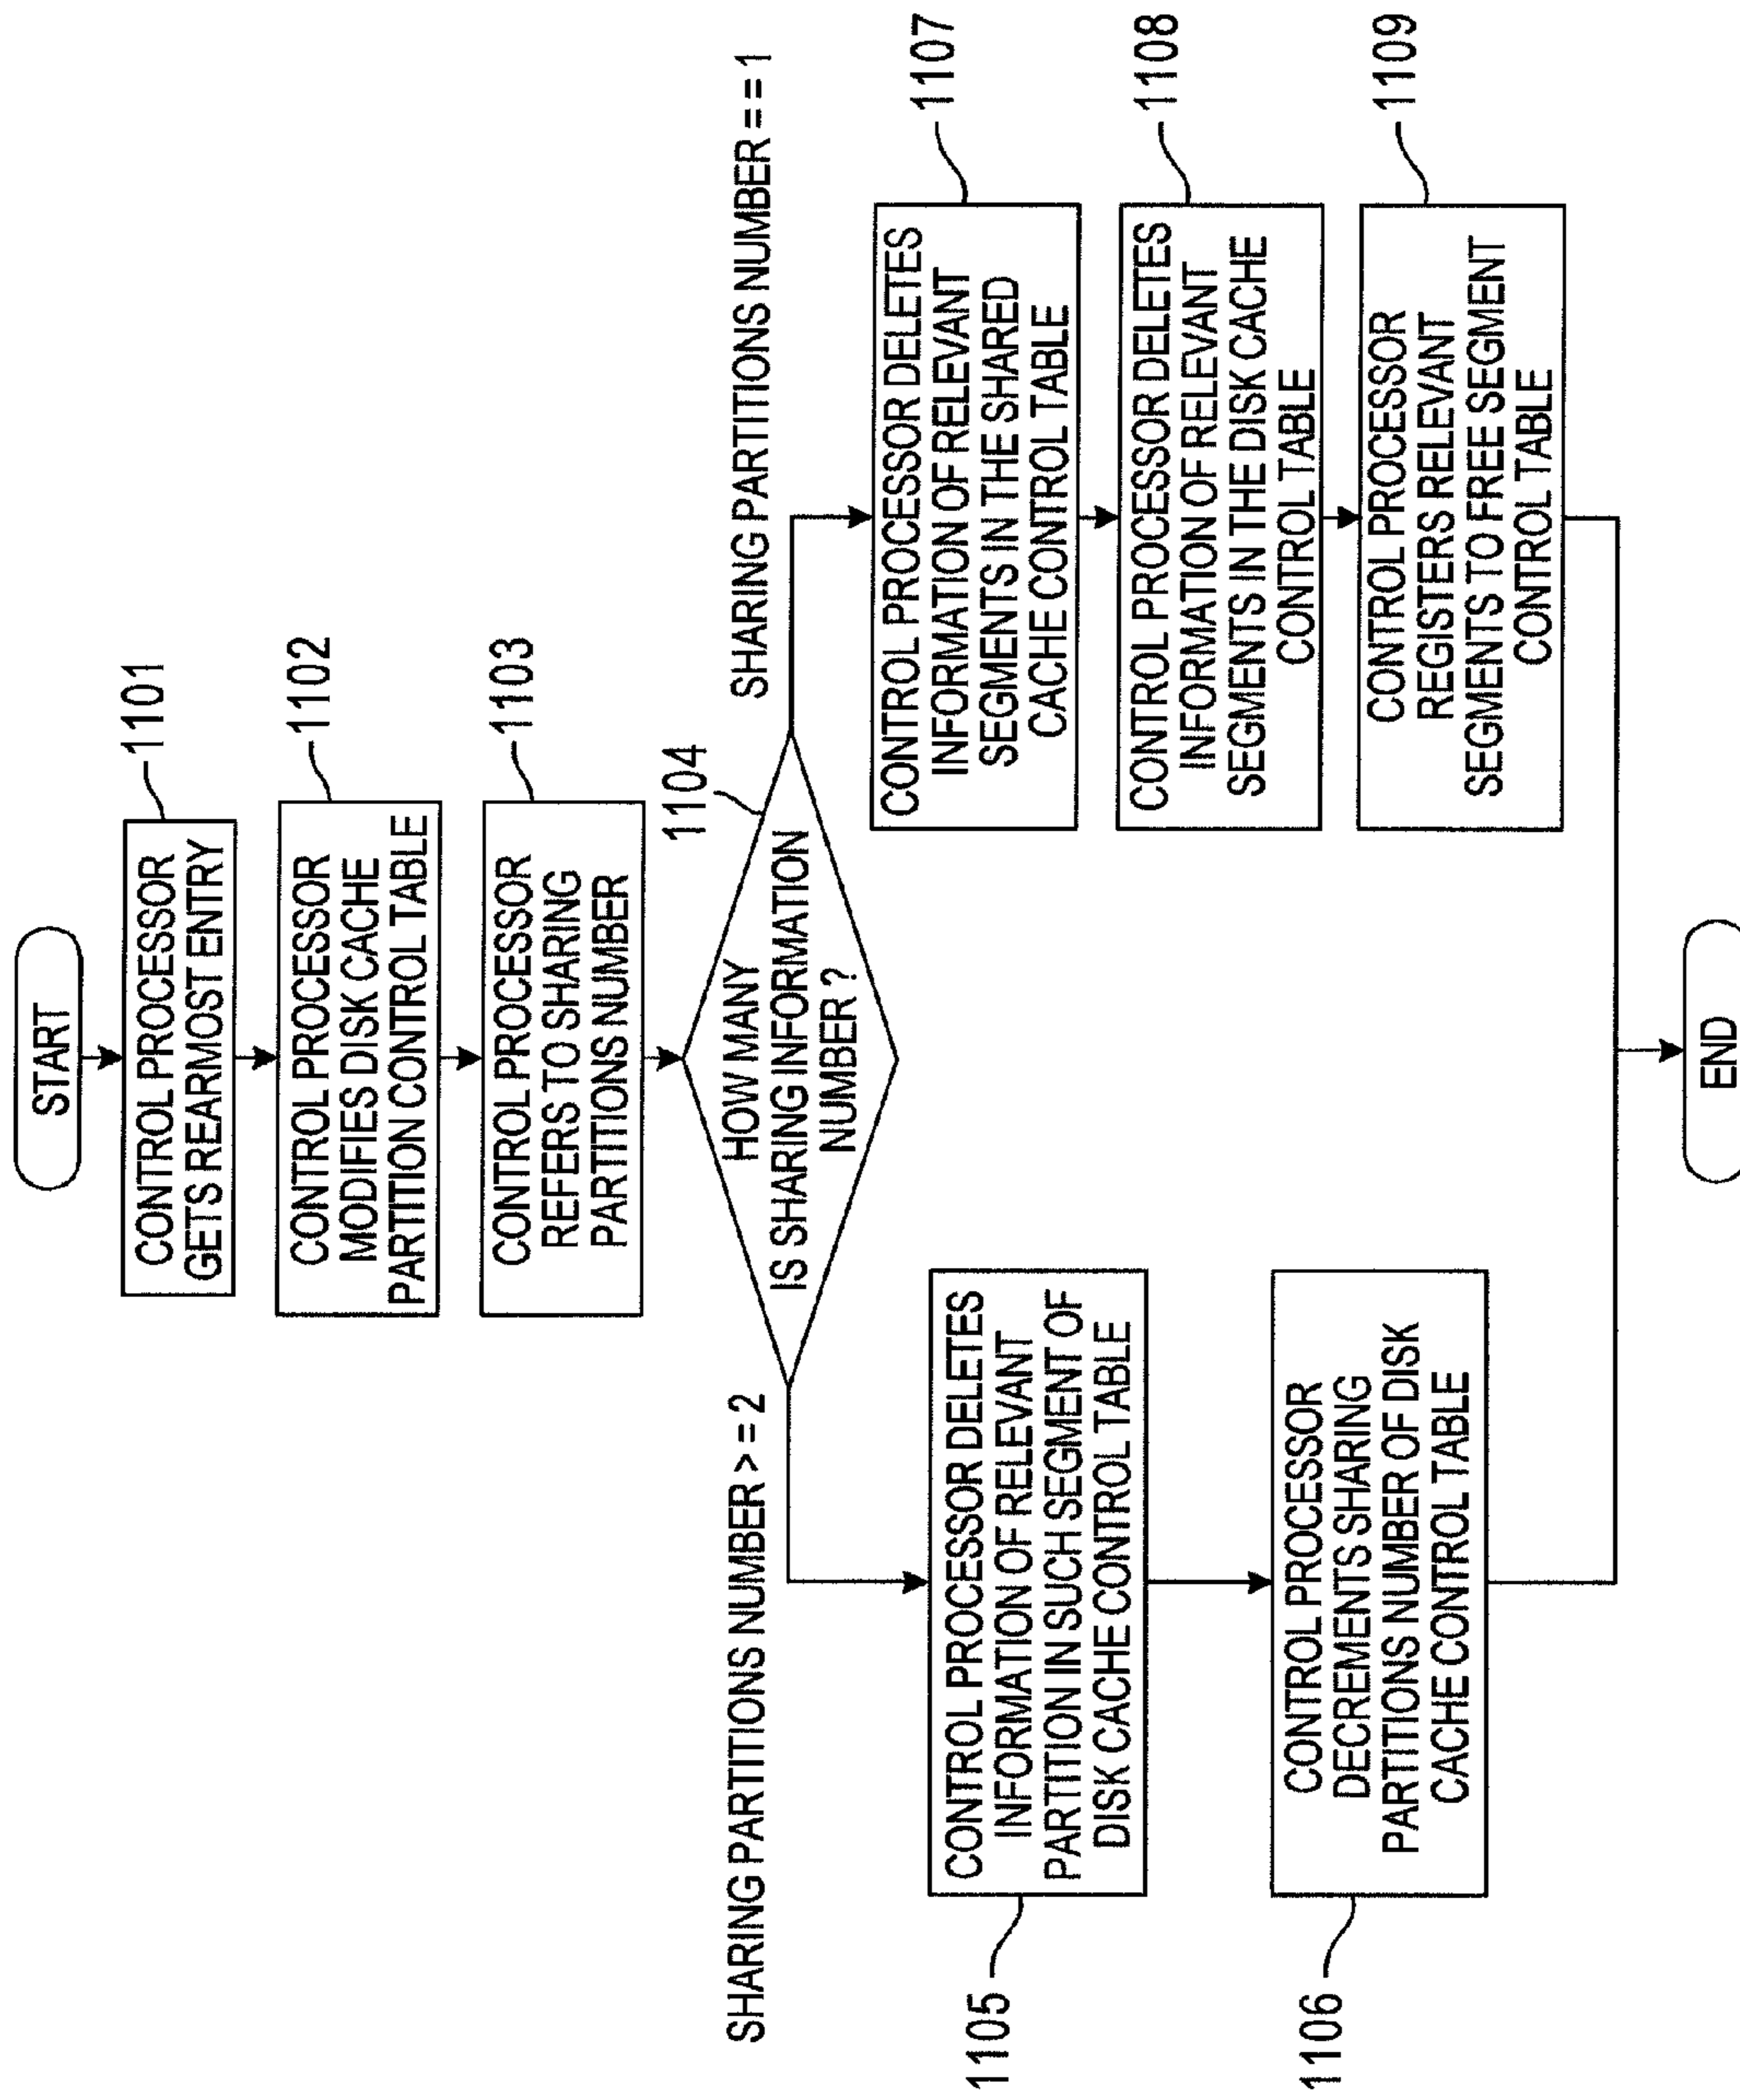 START
1101
CONTROL PROCESSOR
GETS REARMOST ENTRY
1102
CONTROL PROCESSOR
MODIFIES DISK CACHE
PARTITION CONTROL TABLE
1103
CONTROL PROCESSOR
REFERS TO SHARING
PARTITIONS NUMBER
1104
HOW MANY
IS SHARING INFORMATION
NUMBER ?
SHARING PARTITIONS NUMBER > = 2
SHARING PARTITIONS NUMBER = = 1
CONTROL PROCESSOR DELETES
INFORMATION OF RELEVANT
PARTITION IN SUCH SEGMENT OF
DISK CACHE CONTROL TABLE
1105
CONTROL PROCESSOR
DECREMENTS SHARING
PARTITIONS NUMBER OF DISK
CACHE CONTROL TABLE
1106
CONTROL PROCESSOR DELETES
INFORMATION OF RELEVANT
SEGMENTS IN THE SHARED
CACHE CONTROL TABLE
1107
CONTROL PROCESSOR DELETES
INFORMATION OF RELEVANT
SEGMENTS IN THE DISK CACHE
CONTROL TABLE
1108
CONTROL PROCESSOR
REGISTERS RELEVANT
SEGMENTS TO FREE SEGMENT
CONTROL TABLE
1109
END